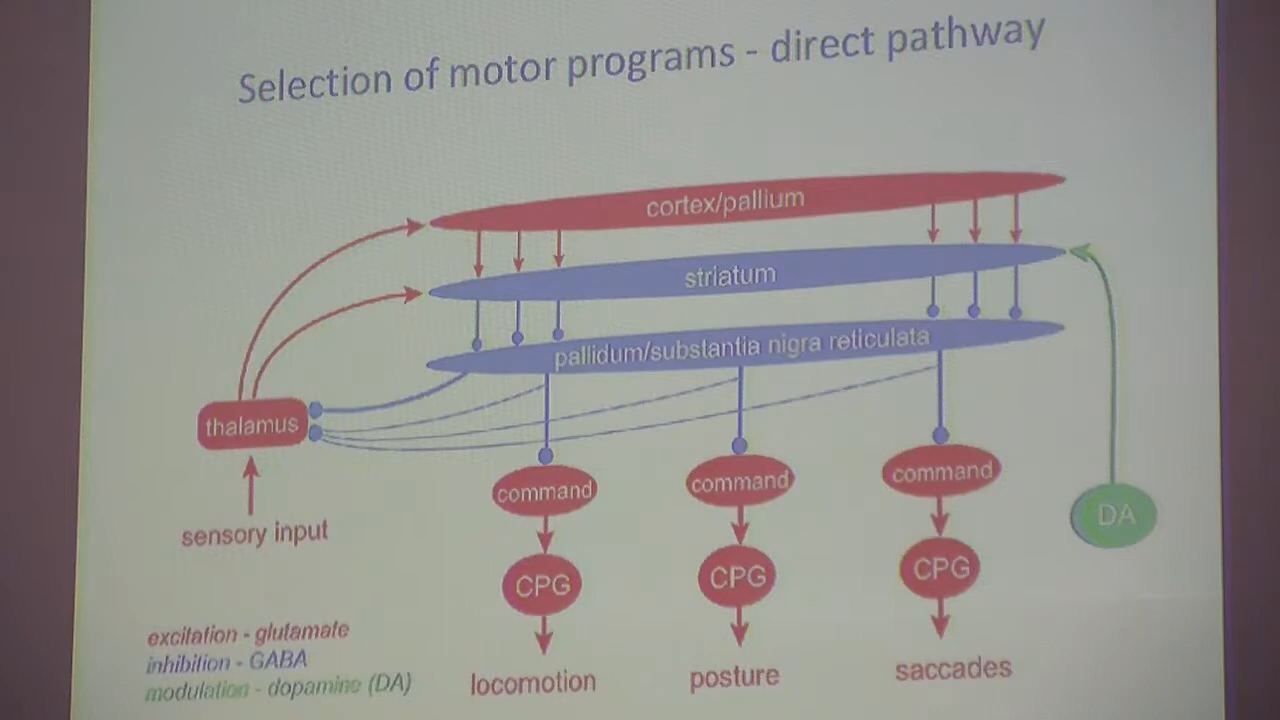 Selection of motor programs - direct pathway
cortex/pallium
striatum
pallidum/substantia nigra reticulata
thalamus
sensory input
command
command
command
CPG
CPG
CPG
DA
locomotion
posture
saccades
excitation - glutamate
inhibition - GABA
modulation - dopamine (DA)